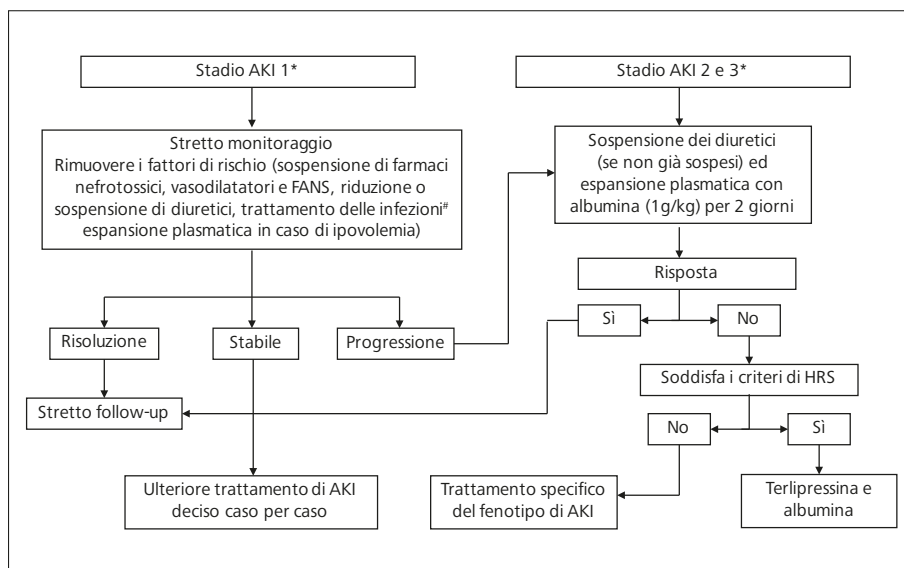 Stadio AKI 1*
Stadio AKI 2 e 3*
Stretto monitoraggio
Rimuovere i fattori di rischio (sospensione di farmaci
nefrotossici, vasodilatatori e FANS, riduzione o
sospensione di diuretici, trattamento delle infezioni#
espansione plasmatica in caso di ipovolemia)
Sospensione dei diuretici
(se non già sospesi) ed
espansione plasmatica con
albumina (1g/kg) per 2 giorni
Risposta
Risoluzione
Stabile
Progressione
Sì
No
Soddisfa i criteri di HRS
Stretto follow-up
No
Sì
Ulteriore trattamento di AKI
deciso caso per caso
Trattamento specifico
del fenotipo di AKI
Terlipressina e
albumina